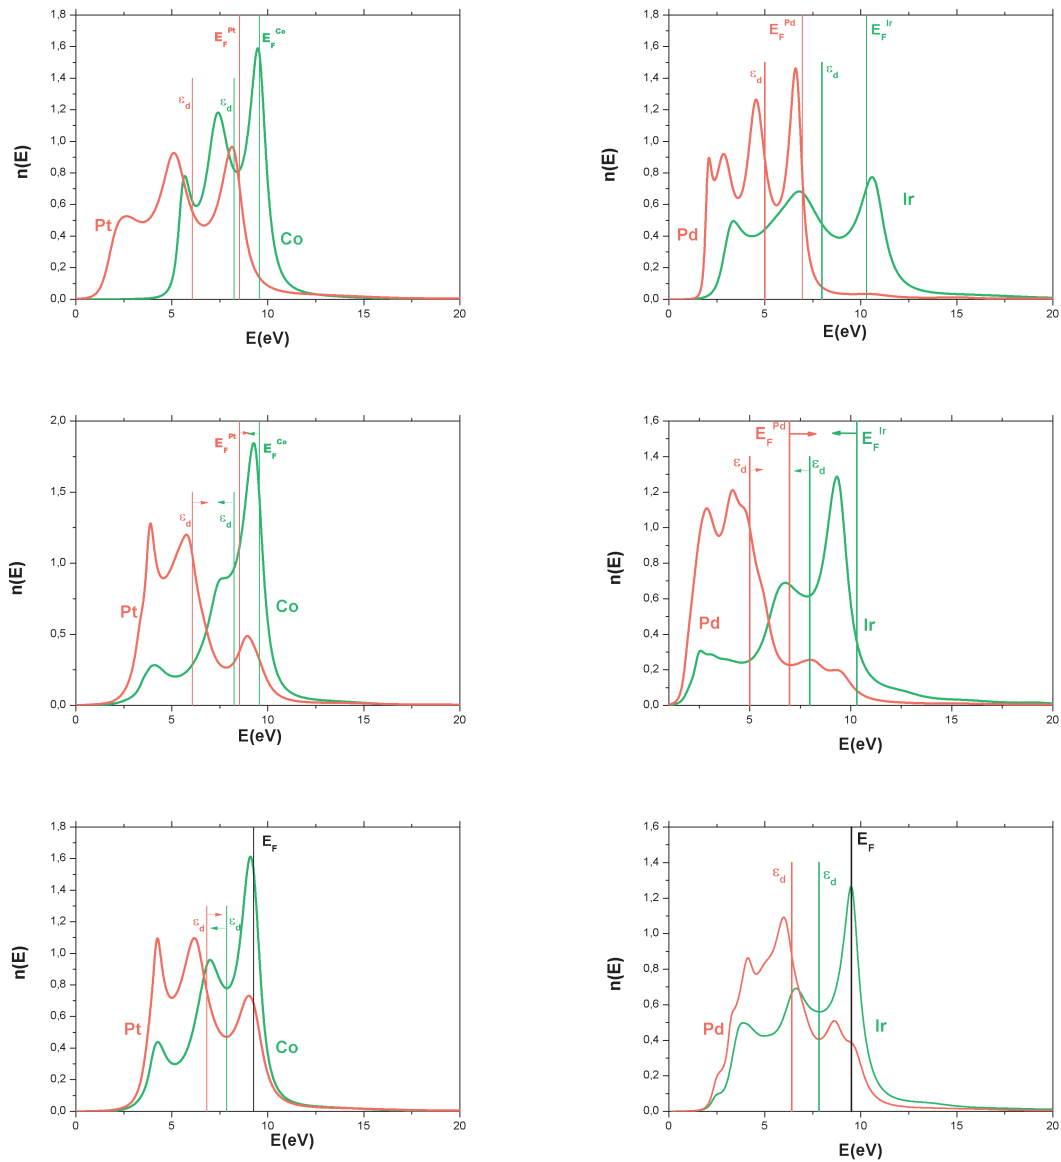 1,8
1,6
1,4
1,2
1,0
0,8
0,6
0,4
0,2
0,0
n(E)
E_F^Pt
E_F^Co
ε_d
ε_d
Pt
Co
0 5 10 15 20
E(eV)
1,8
1,6
1,4
1,2
1,0
0,8
0,6
0,4
0,2
0,0
n(E)
E_F^Pd
E_F^Ir
ε_d
ε_d
Pd
Ir
0 5 10 15 20
E(eV)
2,0
1,5
1,0
0,5
0,0
n(E)
E_F^Pt
E_F^Co
ε_d
ε_d
Pt
Co
0 5 10 15 20
E(eV)
1,6
1,4
1,2
1,0
0,8
0,6
0,4
0,2
0,0
n(E)
E_F^Pd
E_F^Ir
ε_d
ε_d
Pd
Ir
0 5 10 15 20
E(eV)
1,8
1,6
1,4
1,2
1,0
0,8
0,6
0,4
0,2
0,0
n(E)
E_F
ε_d
ε_d
Pt
Co
0 5 10 15 20
E(eV)
1,6
1,4
1,2
1,0
0,8
0,6
0,4
0,2
0,0
n(E)
E_F
ε_d
ε_d
Pd
Ir
0 5 10 15 20
E(eV)